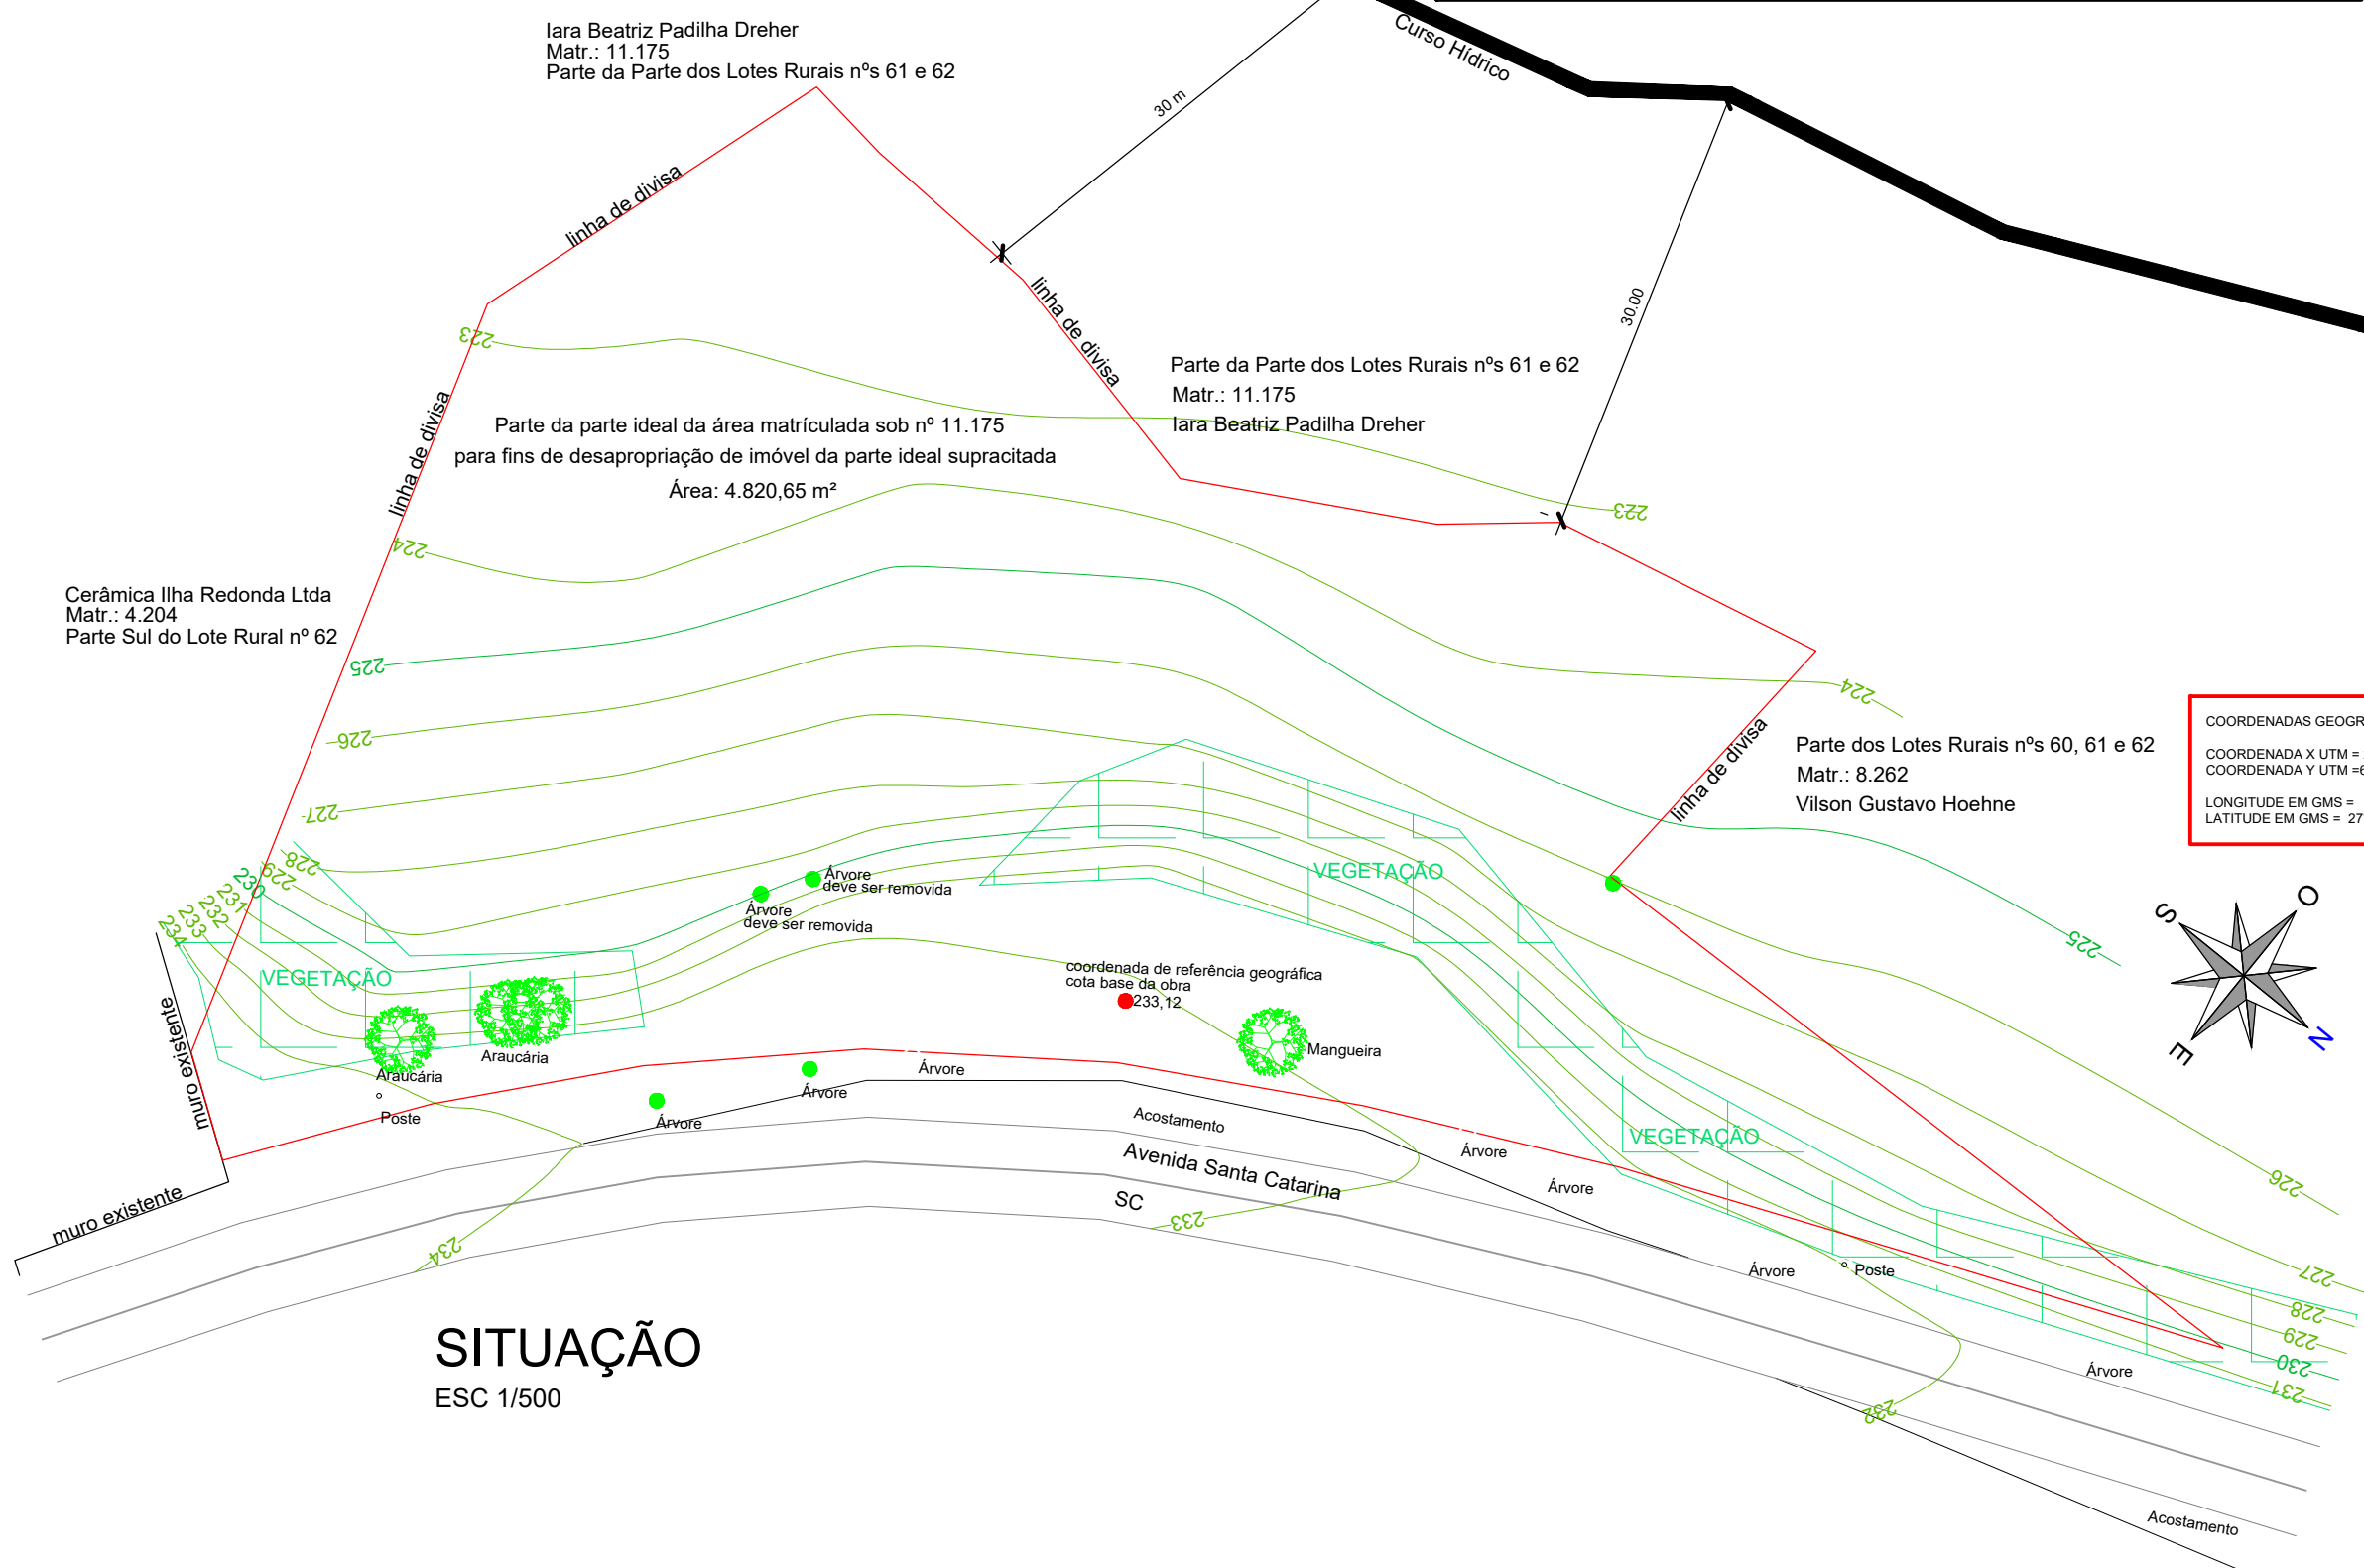 Iara Beatriz Padilha Dreher
Matr.: 11.175
Parte da Parte dos Lotes Rurais nºs 61 e 62
Curso Hídrico
30 m
linha de divisa
linha de divisa
30.00
223
Parte da Parte dos Lotes Rurais nºs 61 e 62
Matr.: 11.175
Iara Beatriz Padilha Dreher
linha de divisa
Parte da parte ideal da área matrículada sob nº 11.175
para fins de desapropriação de imóvel da parte ideal supracitada
Área: 4.820,65 m²
223
224
Cerâmica Ilha Redonda Ltda
Matr.: 4.204
Parte Sul do Lote Rural nº 62
225
224
226
linha de divisa
Parte dos Lotes Rurais nºs 60, 61 e 62
Matr.: 8.262
Vilson Gustavo Hoehne
COORDENADAS GEOGR
COORDENADA X UTM =
COORDENADA Y UTM =6
LONGITUDE EM GMS =
LATITUDE EM GMS = 27
227
228
229
230
231
232
233
234
Árvore
deve ser removida
Árvore
deve ser removida
VEGETAÇÃO
225
S
O
N
E
VEGETAÇÃO
coordenada de referência geográfica
cota base da obra
233,12
muro existente
Araucária
Araucária
Mangueira
Árvore
Árvore
Árvore
Poste
Acostamento
Avenida Santa Catarina
SC
Árvore
Árvore
VEGETAÇÃO
226
muro existente
234
233
Árvore
Poste
227
228
229
230
231
Árvore
232
SITUAÇÃO
ESC 1/500
Acostamento